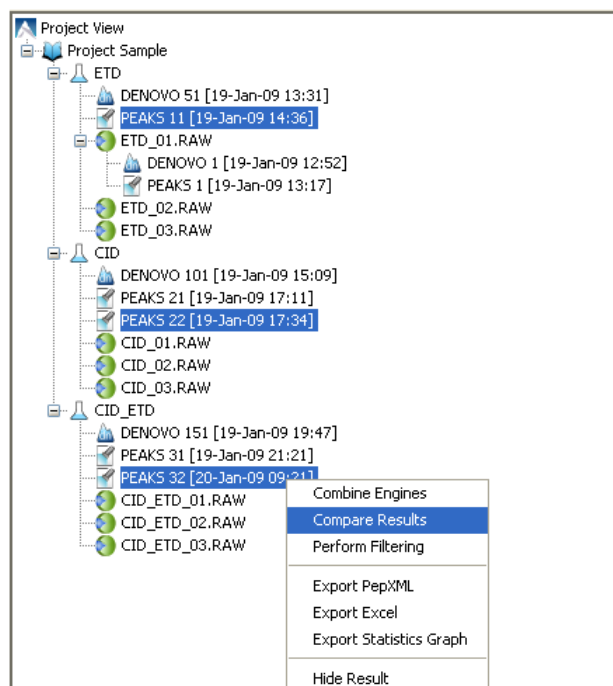 Project View
Project Sample
ETD
DENOVO 51 [19-Jan-09 13:31]
PEAKS 11 [19-Jan-09 14:36]
ETD_01.RAW
DENOVO 1 [19-Jan-09 12:52]
PEAKS 1 [19-Jan-09 13:17]
ETD_02.RAW
ETD_03.RAW
CID
DENOVO 101 [19-Jan-09 15:09]
PEAKS 21 [19-Jan-09 17:11]
PEAKS 22 [19-Jan-09 17:34]
CID_01.RAW
CID_02.RAW
CID_03.RAW
CID_ETD
DENOVO 151 [19-Jan-09 19:47]
PEAKS 31 [19-Jan-09 21:21]
PEAKS 32 [20-Jan-09 09:21]
CID_ETD_01.RAW
CID_ETD_02.RAW
CID_ETD_03.RAW
Combine Engines
Compare Results
Perform Filtering
Export PepXML
Export Excel
Export Statistics Graph
Hide Result